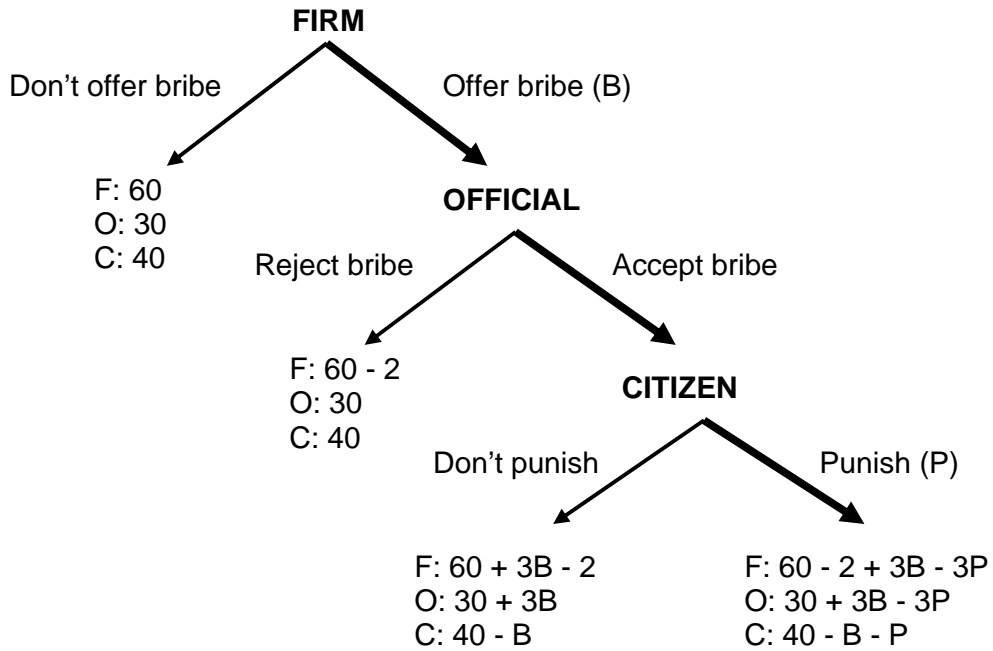 FIRM
Don’t offer bribe
Offer bribe (B)
F: 60
O: 30
C: 40
OFFICIAL
Reject bribe
Accept bribe
F: 60 - 2
O: 30
C: 40
CITIZEN
Don’t punish
Punish (P)
F: 60 + 3B - 2
O: 30 + 3B
C: 40 - B
F: 60 - 2 + 3B - 3P
O: 30 + 3B - 3P
C: 40 - B - P